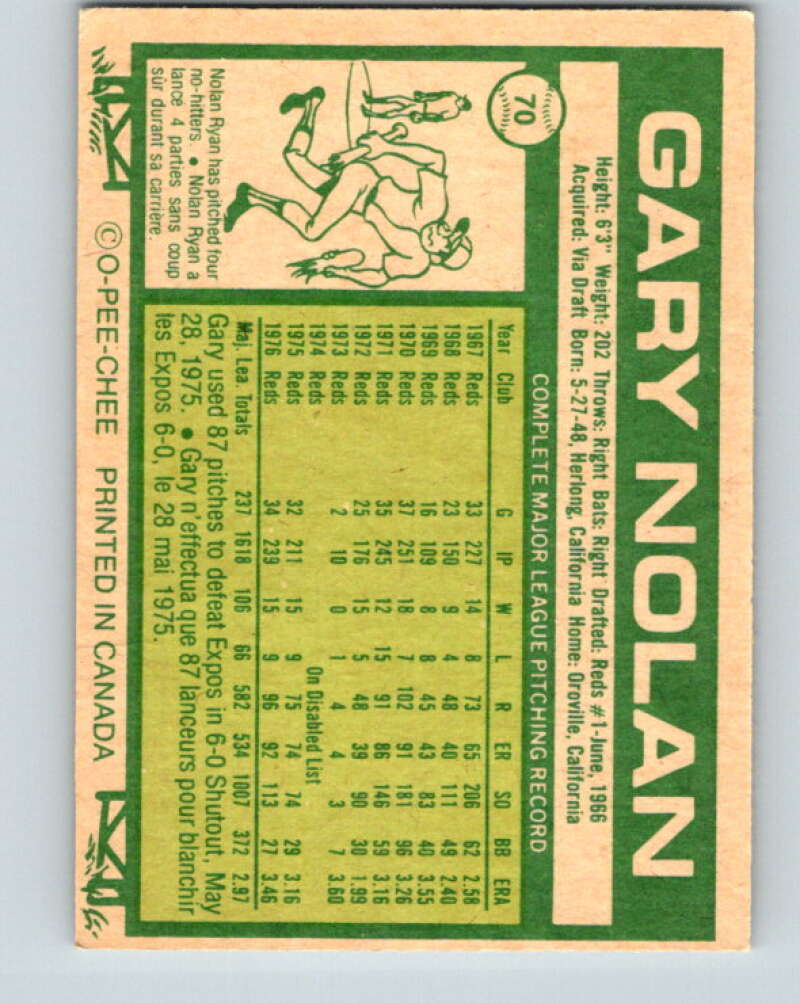 70
GARY NOLAN
Height: 6'3" Weight: 202 Throws: Right Bats: Right Drafted: Reds #1-June, 1966
Acquired: Via Draft Born: 5-27-48, Herlong, California Home: Oroville, California
COMPLETE MAJOR LEAGUE PITCHING RECORD
Year Club G IP W L R ER SO BB ERA
1967 Reds 33 227 14 8 73 65 206 62 2.58
1968 Reds 23 150 9 4 48 40 111 49 2.40
1969 Reds 16 109 8 8 45 43 83 40 3.55
1970 Reds 37 251 18 7 102 91 181 96 3.26
1971 Reds 35 245 12 15 91 86 146 59 3.16
1972 Reds 25 176 15 5 48 39 90 30 1.99
1973 Reds 2 10 0 1 4 4 3 7 3.60
1974 Reds On Disabled List
1975 Reds 32 211 15 9 75 74 74 29 3.16
1976 Reds 34 239 15 9 96 92 113 27 3.46
Maj. Lea. Totals 237 1618 106 66 582 534 1007 372 2.97
Gary used 87 pitches to defeat Expos in 6-0 Shutout, May
28, 1975. ● Gary n'effectua que 87 lanceurs pour blanchir
les Expos 6-0, le 28 mai 1975.
Nolan Ryan has pitched four
no-hitters. ● Nolan Ryan a
lancé 4 parties sans coup
sûr durant sa carrière.
© O-PEE-CHEE PRINTED IN CANADA